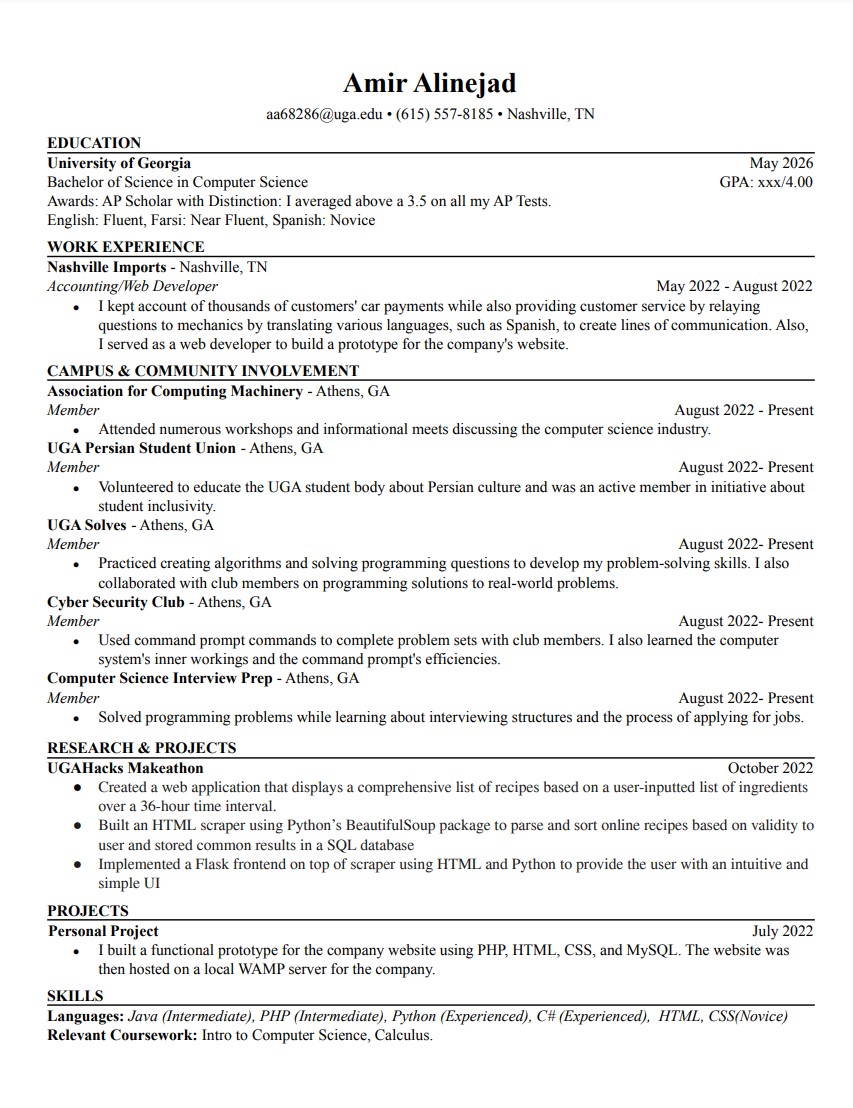 Amir Alinejad
aa68286@uga.edu • (615) 557-8185 • Nashville, TN
EDUCATION
University of Georgia May 2026
Bachelor of Science in Computer Science GPA: xxx/4.00
Awards: AP Scholar with Distinction: I averaged above a 3.5 on all my AP Tests.
English: Fluent, Farsi: Near Fluent, Spanish: Novice
WORK EXPERIENCE
Nashville Imports - Nashville, TN
Accounting/Web Developer May 2022 - August 2022
• I kept account of thousands of customers' car payments while also providing customer service by relaying
questions to mechanics by translating various languages, such as Spanish, to create lines of communication. Also,
I served as a web developer to build a prototype for the company's website.
CAMPUS & COMMUNITY INVOLVEMENT
Association for Computing Machinery - Athens, GA
Member August 2022 - Present
• Attended numerous workshops and informational meets discussing the computer science industry.
UGA Persian Student Union - Athens, GA
Member August 2022- Present
• Volunteered to educate the UGA student body about Persian culture and was an active member in initiative about
student inclusivity.
UGA Solves - Athens, GA
Member August 2022- Present
• Practiced creating algorithms and solving programming questions to develop my problem-solving skills. I also
collaborated with club members on programming solutions to real-world problems.
Cyber Security Club - Athens, GA
Member August 2022- Present
• Used command prompt commands to complete problem sets with club members. I also learned the computer
system's inner workings and the command prompt's efficiencies.
Computer Science Interview Prep - Athens, GA
Member August 2022- Present
• Solved programming problems while learning about interviewing structures and the process of applying for jobs.
RESEARCH & PROJECTS
UGAHacks Makeathon October 2022
• Created a web application that displays a comprehensive list of recipes based on a user-inputted list of ingredients
over a 36-hour time interval.
• Built an HTML scraper using Python’s BeautifulSoup package to parse and sort online recipes based on validity to
user and stored common results in a SQL database
• Implemented a Flask frontend on top of scraper using HTML and Python to provide the user with an intuitive and
simple UI
PROJECTS
Personal Project July 2022
• I built a functional prototype for the company website using PHP, HTML, CSS, and MySQL. The website was
then hosted on a local WAMP server for the company.
SKILLS
Languages: Java (Intermediate), PHP (Intermediate), Python (Experienced), C# (Experienced), HTML, CSS(Novice)
Relevant Coursework: Intro to Computer Science, Calculus.